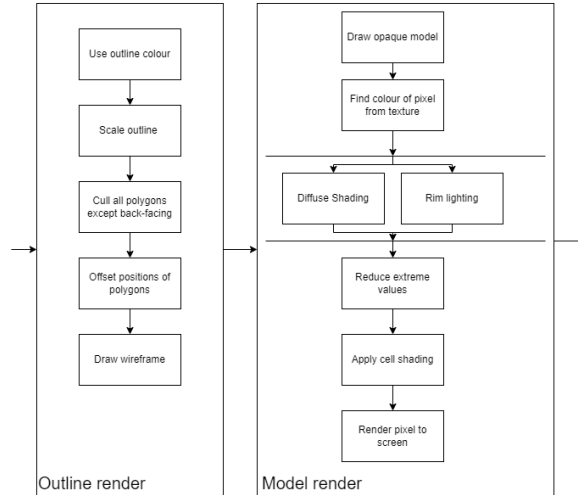 Use outline colour
Scale outline
Cull all polygons
except back-facing
Offset positions of
polygons
Draw wireframe
Outline render
Draw opaque model
Find colour of pixel
from texture
Diffuse Shading
Rim lighting
Reduce extreme
values
Apply cell shading
Render pixel to
screen
Model render